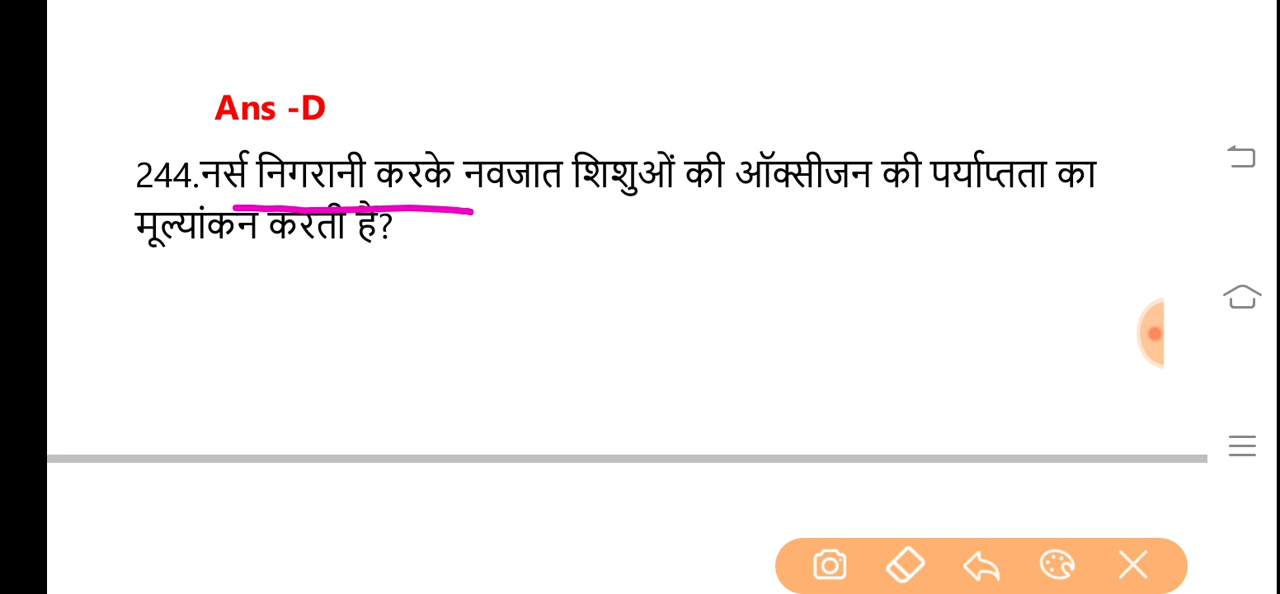 Ans -D
244.नर्स निगरानी करके नवजात शिशुओं की ऑक्सीजन की पर्याप्तता का
मूल्यांकन करती है?